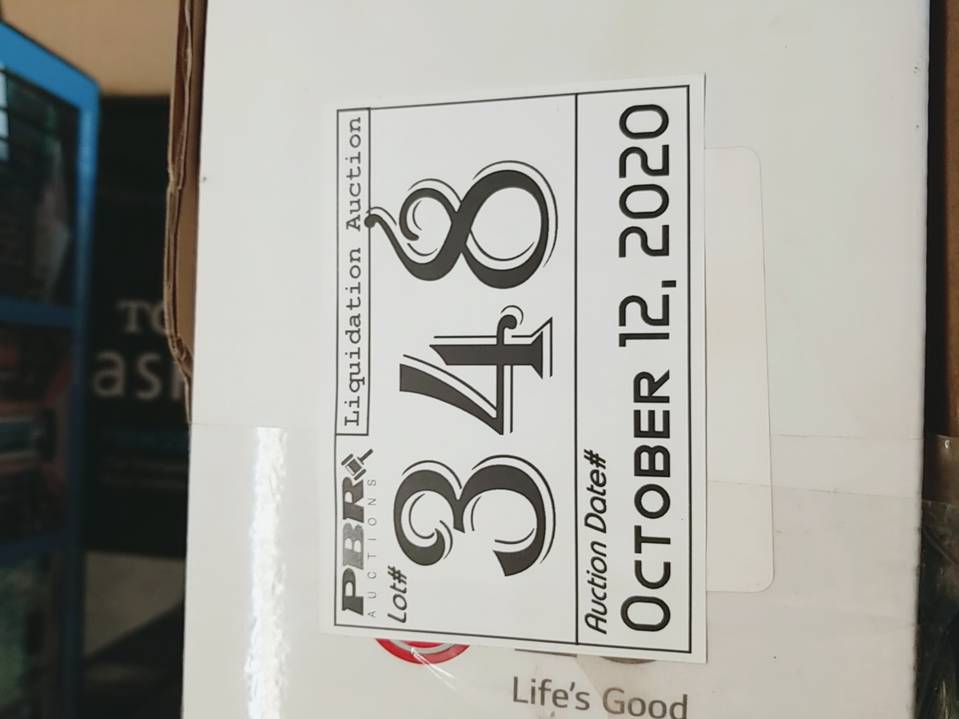 PBR
AUCTIONS
Liquidation Auction
Lot#
348
Auction Date#
OCTOBER 12, 2020
Life's Good